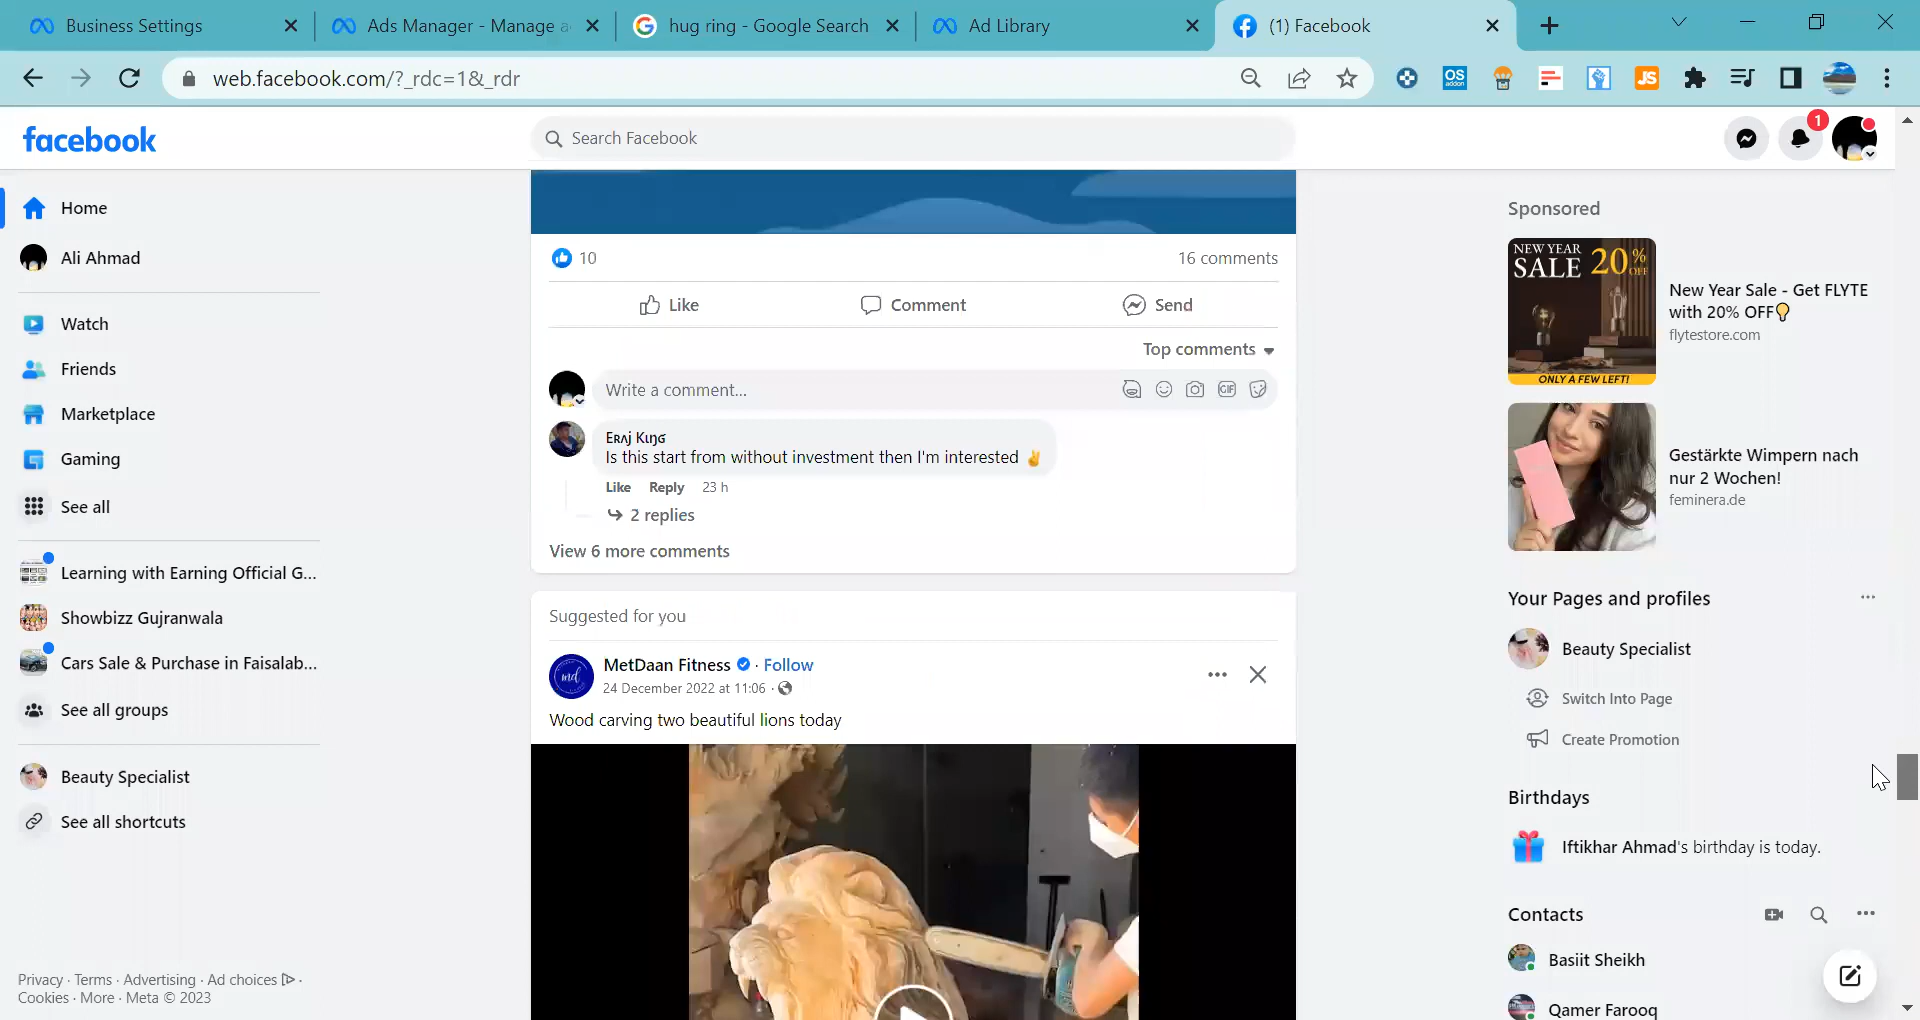 Business Settings
Ads Manager - Manage a
hug ring - Google Search
Ad Library
(1) Facebook
web.facebook.com/?_rdc=1&_rdr
OS
addon
JS
facebook
Search Facebook
1
Home
Ali Ahmad
Watch
Friends
Marketplace
Gaming
See all
Learning with Earning Official G...
Showbizz Gujranwala
Cars Sale & Purchase in Faisalab...
See all groups
Beauty Specialist
See all shortcuts
Privacy · Terms · Advertising · Ad choices ·
Cookies · More · Meta © 2023
10
16 comments
Like
Comment
Send
Top comments
Write a comment...
GIF
Eʀʌj Kɩŋɢ
Is this start from without investment then I'm interested ✌
Like Reply 23 h
2 replies
View 6 more comments
Suggested for you
md
MetDaan Fitness · Follow
24 December 2022 at 11:06 ·
Wood carving two beautiful lions today
Sponsored
NEW YEAR
SALE 20% OFF
ONLY A FEW LEFT!
New Year Sale - Get FLYTE
with 20% OFF💡
flytestore.com
Gestärkte Wimpern nach
nur 2 Wochen!
feminera.de
Your Pages and profiles
Beauty Specialist
Switch Into Page
Create Promotion
Birthdays
Iftikhar Ahmad's birthday is today.
Contacts
Basiit Sheikh
Qamer Farooq